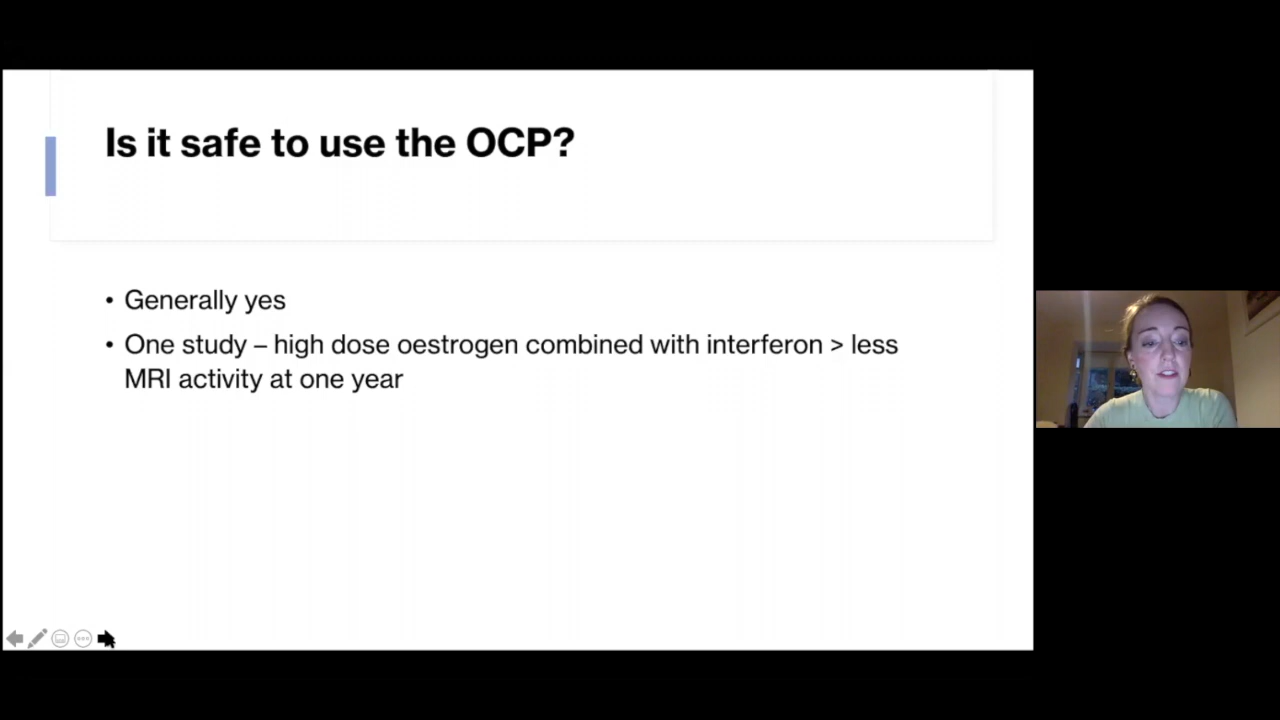 Is it safe to use the OCP?
• Generally yes
• One study – high dose oestrogen combined with interferon > less
MRI activity at one year